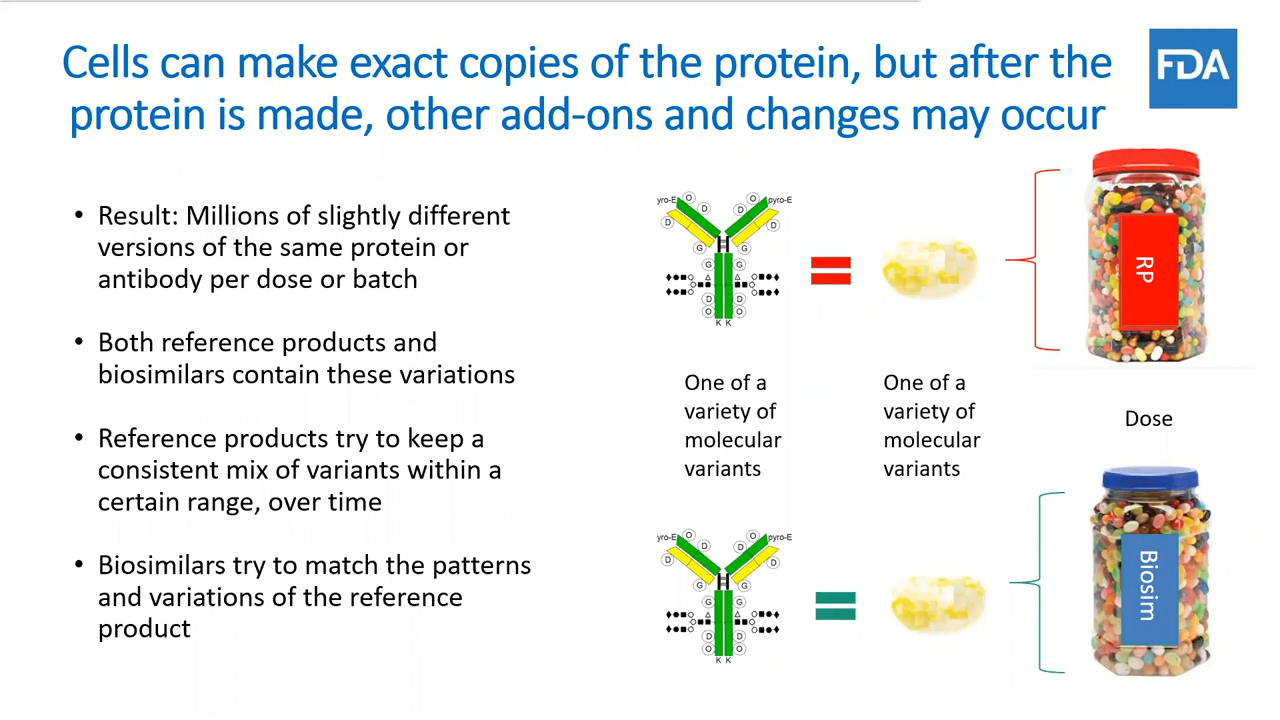 Cells can make exact copies of the protein, but after the
protein is made, other add-ons and changes may occur
FDA
• Result: Millions of slightly different
versions of the same protein or
antibody per dose or batch
• Both reference products and
biosimilars contain these variations
• Reference products try to keep a
consistent mix of variants within a
certain range, over time
• Biosimilars try to match the patterns
and variations of the reference
product
yro-E O O pyro-E
D D
D D
G G
G G
D D
O O
K K
One of a
variety of
molecular
variants
One of a
variety of
molecular
variants
RP
Dose
yro-E O O pyro-E
D D
D D
G G
G G
D D
O O
K K
Biosim